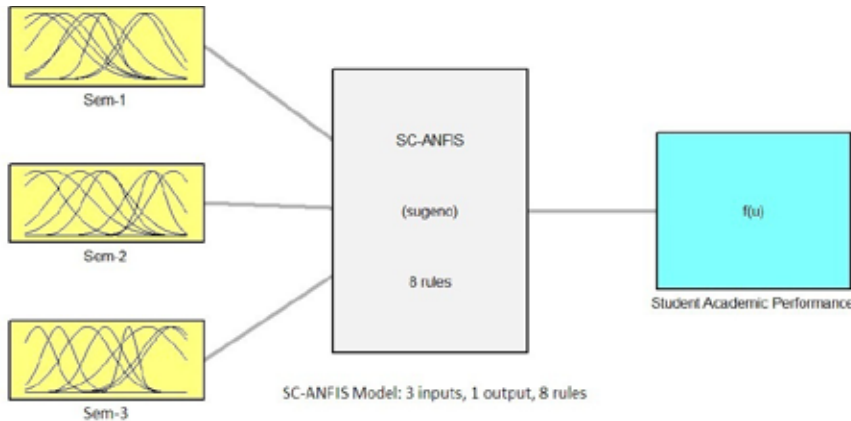 Sem-1
Sem-2
Sem-3
SC-ANFIS
(sugeno)
8 rules
f(u)
Student Academic Performance
SC-ANFIS Model: 3 inputs, 1 output, 8 rules